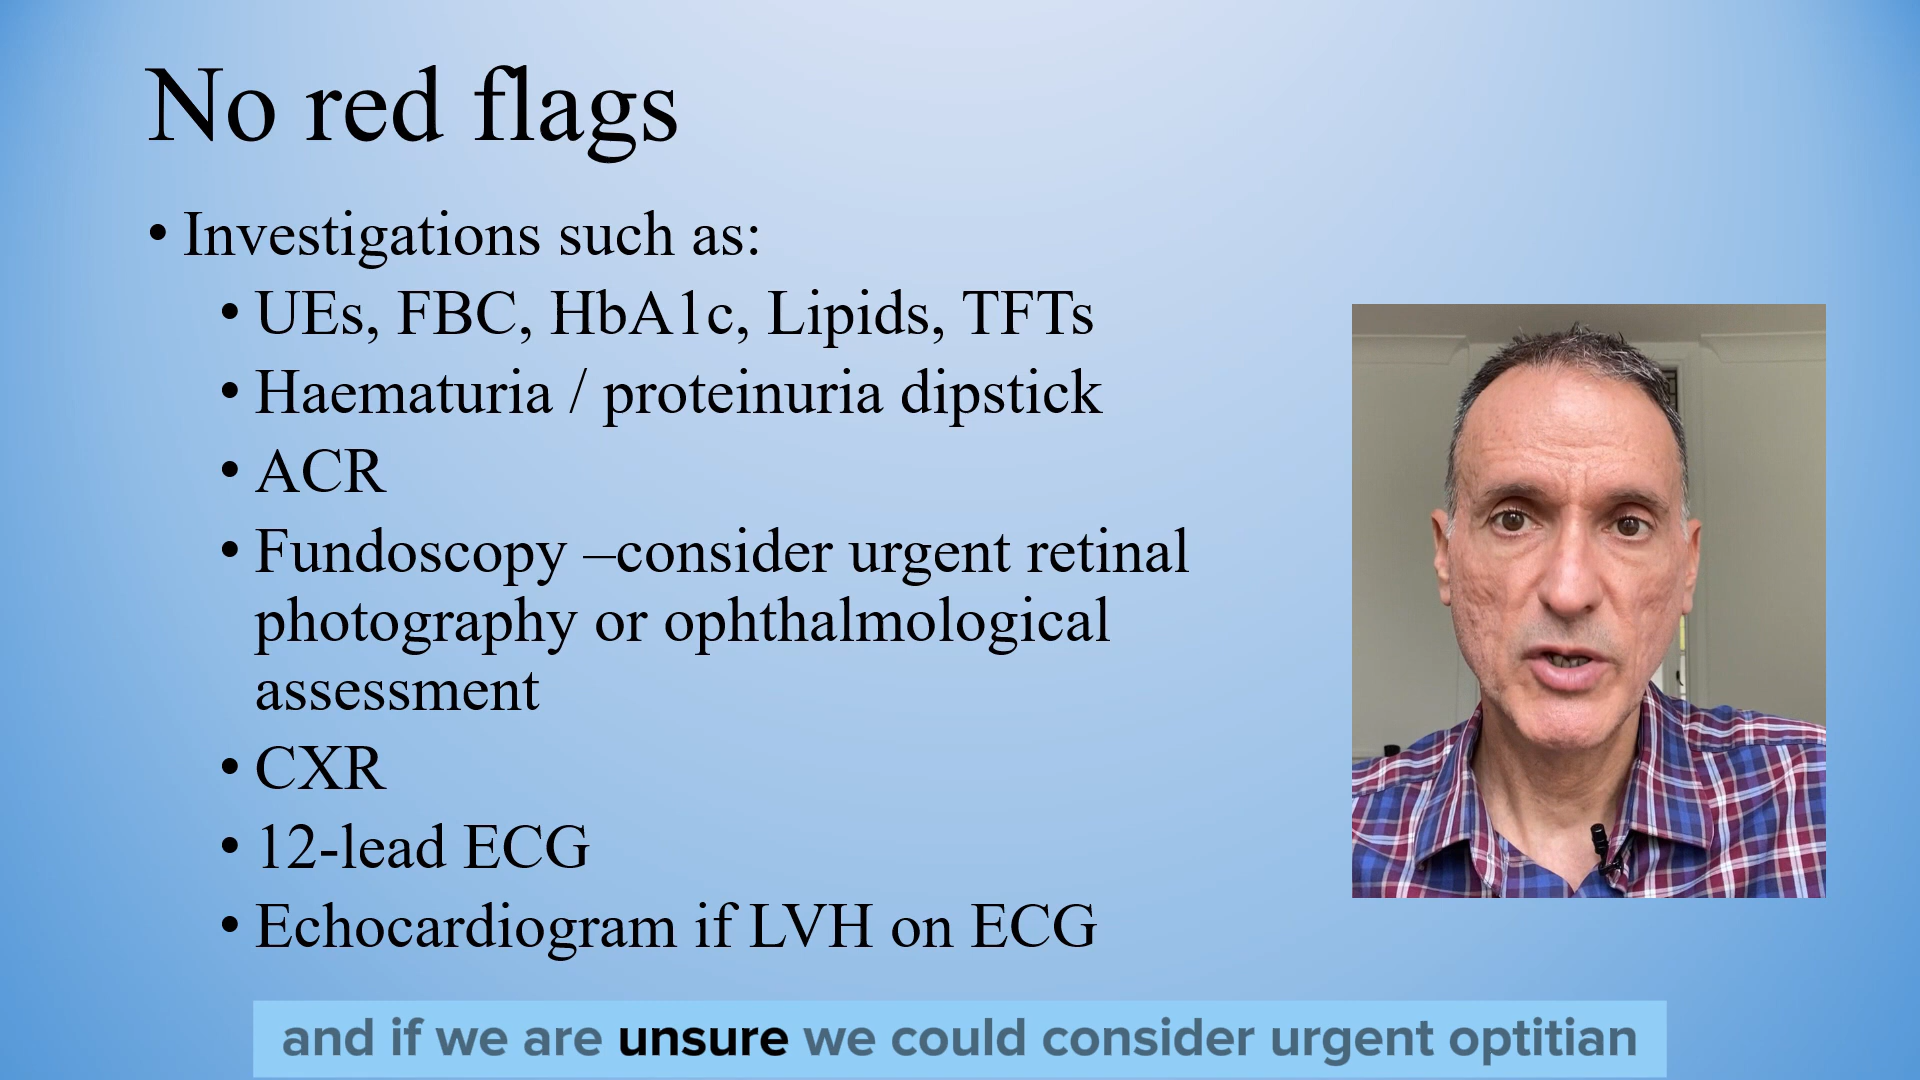 No red flags
• Investigations such as:
• UEs, FBC, HbA1c, Lipids, TFTs
• Haematuria / proteinuria dipstick
• ACR
• Fundoscopy –consider urgent retinal
photography or ophthalmological
assessment
• CXR
• 12-lead ECG
• Echocardiogram if LVH on ECG
and if we are unsure we could consider urgent optitian